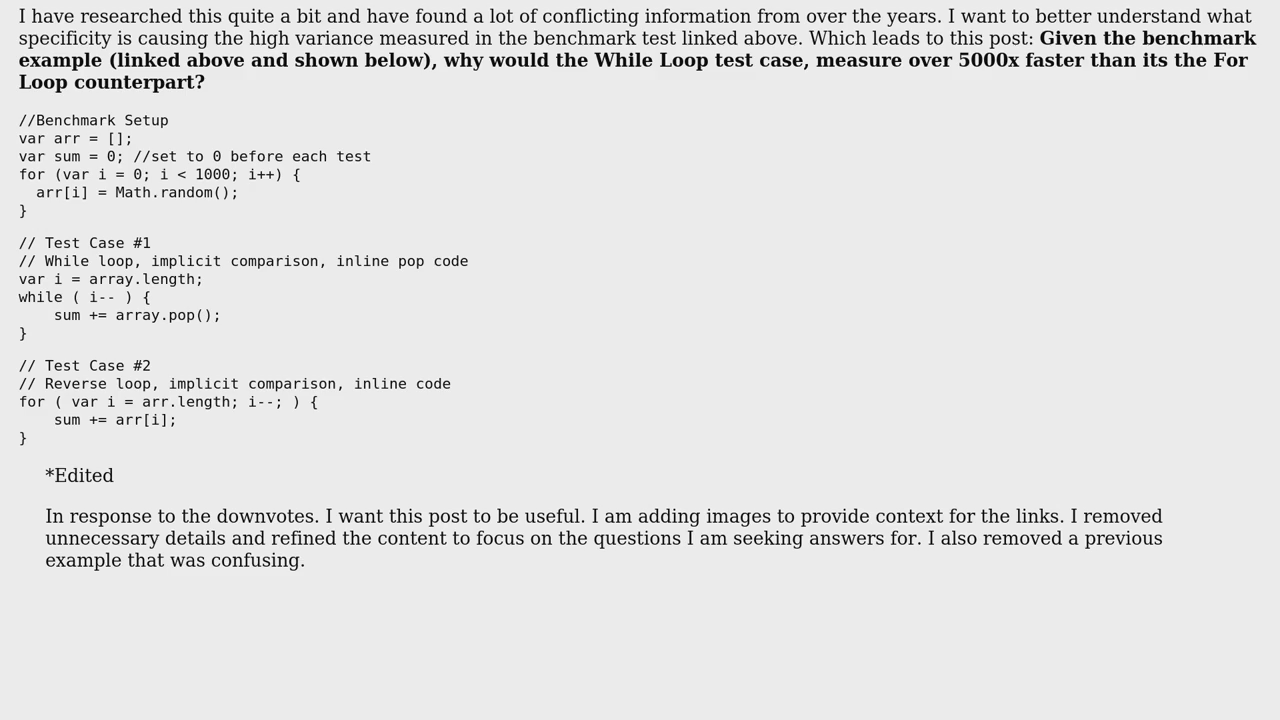 I have researched this quite a bit and have found a lot of conflicting information from over the years. I want to better understand what
specificity is causing the high variance measured in the benchmark test linked above. Which leads to this post: Given the benchmark
example (linked above and shown below), why would the While Loop test case, measure over 5000x faster than its the For
Loop counterpart?
//Benchmark Setup
var arr = [];
var sum = 0; //set to 0 before each test
for (var i = 0; i < 1000; i++) {
  arr[i] = Math.random();
}
// Test Case #1
// While loop, implicit comparison, inline pop code
var i = array.length;
while ( i-- ) {
    sum += array.pop();
}
// Test Case #2
// Reverse loop, implicit comparison, inline code
for ( var i = arr.length; i--; ) {
    sum += arr[i];
}
*Edited
In response to the downvotes. I want this post to be useful. I am adding images to provide context for the links. I removed
unnecessary details and refined the content to focus on the questions I am seeking answers for. I also removed a previous
example that was confusing.